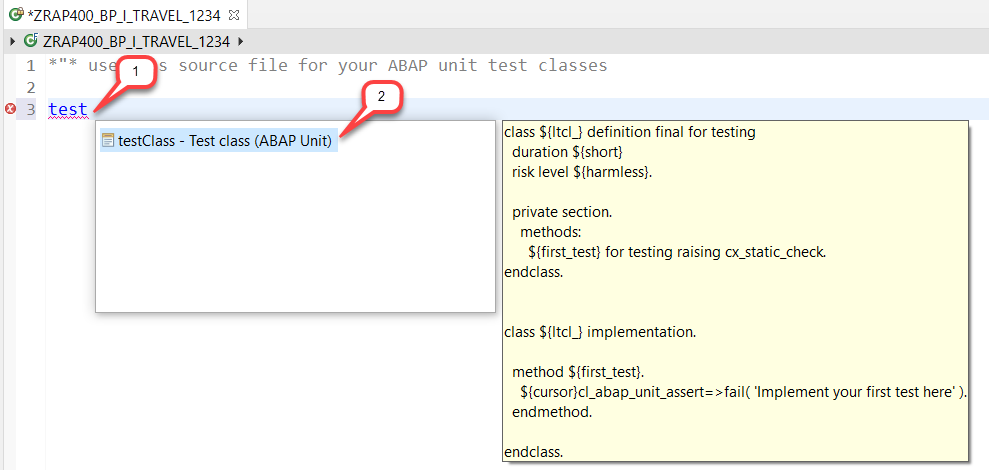 *ZRAP400_BP_I_TRAVEL_1234
ZRAP400_BP_I_TRAVEL_1234
1 *"* use s source file for your ABAP unit test classes
1
2
2
3 test
testClass - Test class (ABAP Unit)
class ${ltcl_} definition final for testing
duration ${short}
risk level ${harmless}.
private section.
methods:
${first_test} for testing raising cx_static_check.
endclass.
class ${ltcl_} implementation.
method ${first_test}.
${cursor}cl_abap_unit_assert=>fail( 'Implement your first test here' ).
endmethod.
endclass.